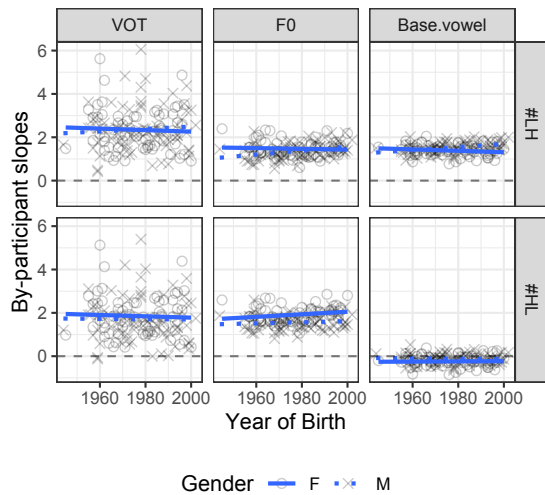 VOT F0 Base.vowel
6
4
2
0
#LH
6
4
2
0
#HL
By-participant slopes
1960 1980 2000 1960 1980 2000 1960 1980 2000
Year of Birth
Gender F M